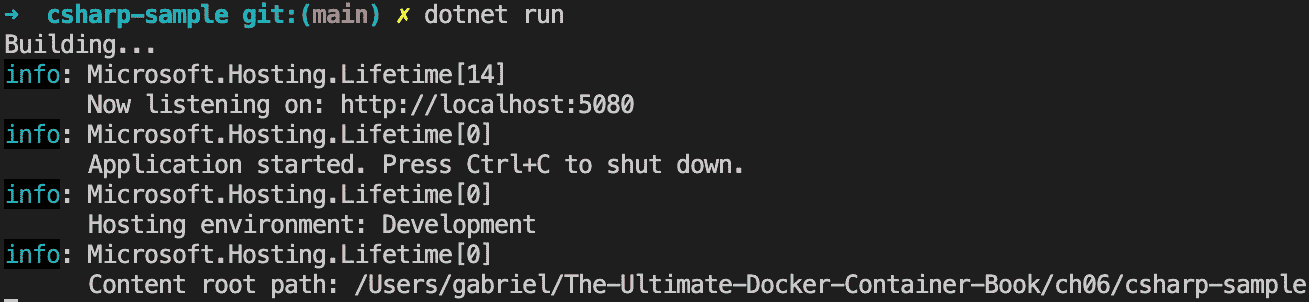 ➜ csharp-sample git:(main) ✗ dotnet run
Building...
info: Microsoft.Hosting.Lifetime[14]
Now listening on: http://localhost:5080
info: Microsoft.Hosting.Lifetime[0]
Application started. Press Ctrl+C to shut down.
info: Microsoft.Hosting.Lifetime[0]
Hosting environment: Development
info: Microsoft.Hosting.Lifetime[0]
Content root path: /Users/gabriel/The-Ultimate-Docker-Container-Book/ch06/csharp-sample